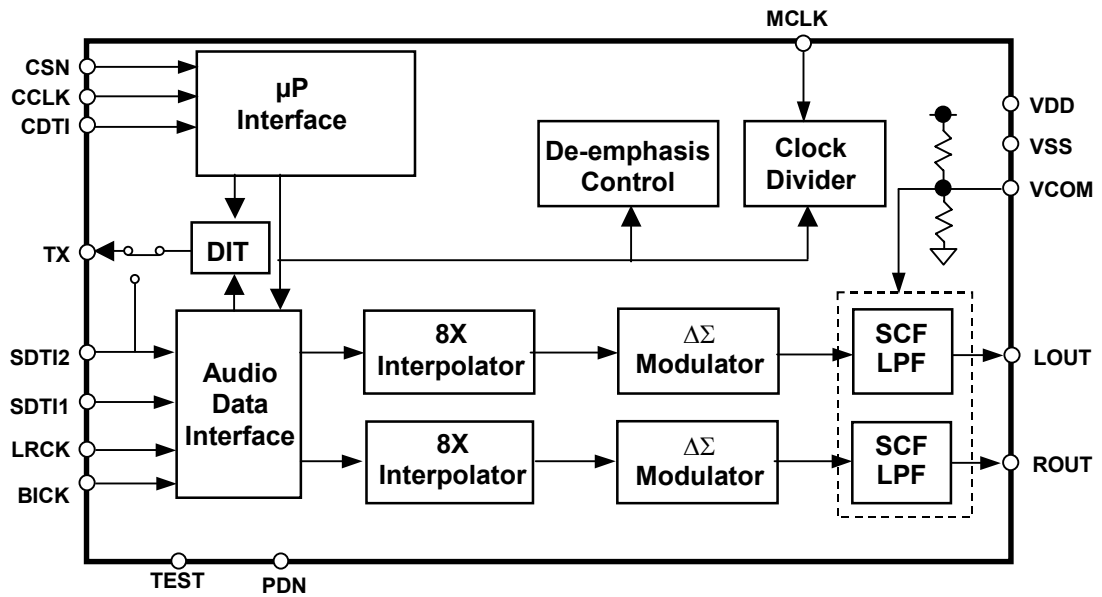 MCLK
CSN
CCLK
CDTI
µP
Interface
VDD
VSS
VCOM
De-emphasis
Control
Clock
Divider
TX
DIT
SDTI2
SDTI1
LRCK
BICK
Audio
Data
Interface
8X
Interpolator
ΔΣ
Modulator
SCF
LPF
LOUT
8X
Interpolator
ΔΣ
Modulator
SCF
LPF
ROUT
TEST
PDN